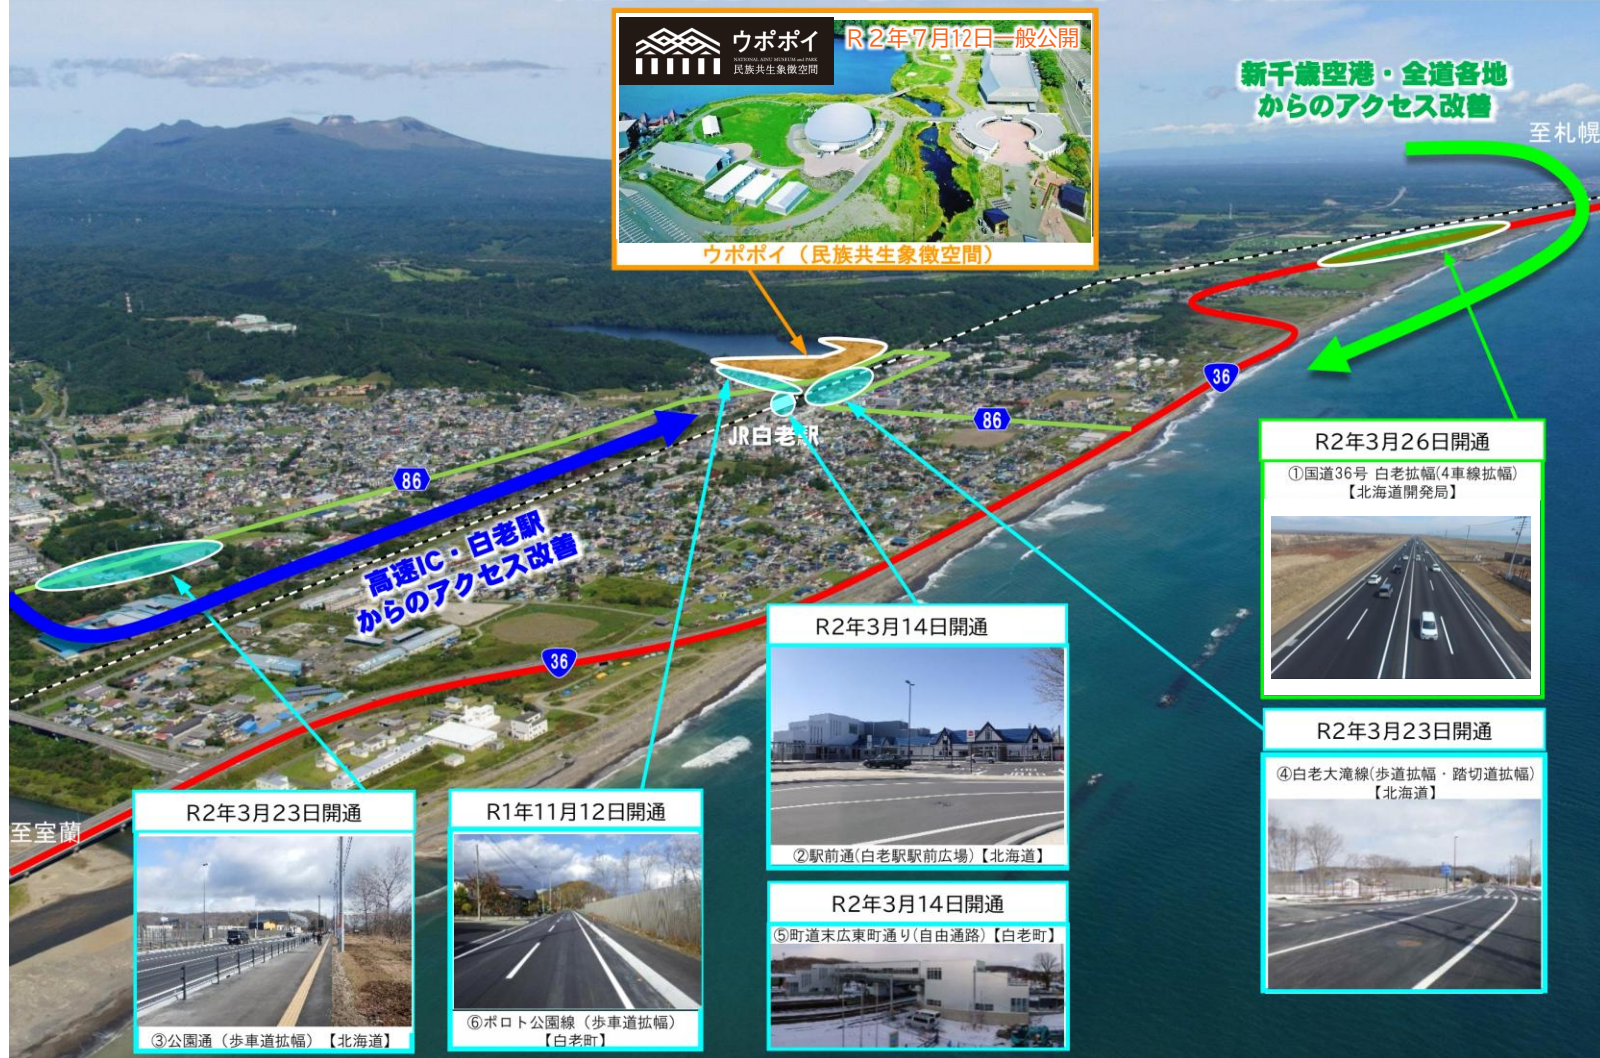 ウポポイ
NATIONAL AINU MUSEUM and PARK
民族共生象徴空間
R2年7月12日一般公開
ウポポイ（民族共生象徴空間）
新千歳空港・全道各地
からのアクセス改善
至札幌
36
86
JR白老駅
86
高速IC・白老駅
からのアクセス改善
36
至室蘭
R2年3月26日開通
①国道36号 白老拡幅(4車線拡幅)
【北海道開発局】
R2年3月14日開通
②駅前通(白老駅駅前広場)【北海道】
R2年3月23日開通
④白老大滝線(歩道拡幅・踏切道拡幅)
【北海道】
R2年3月23日開通
③公園通（歩車道拡幅）【北海道】
R1年11月12日開通
⑥ポロト公園線（歩車道拡幅）
【白老町】
R2年3月14日開通
⑤町道末広東町通り(自由通路)【白老町】